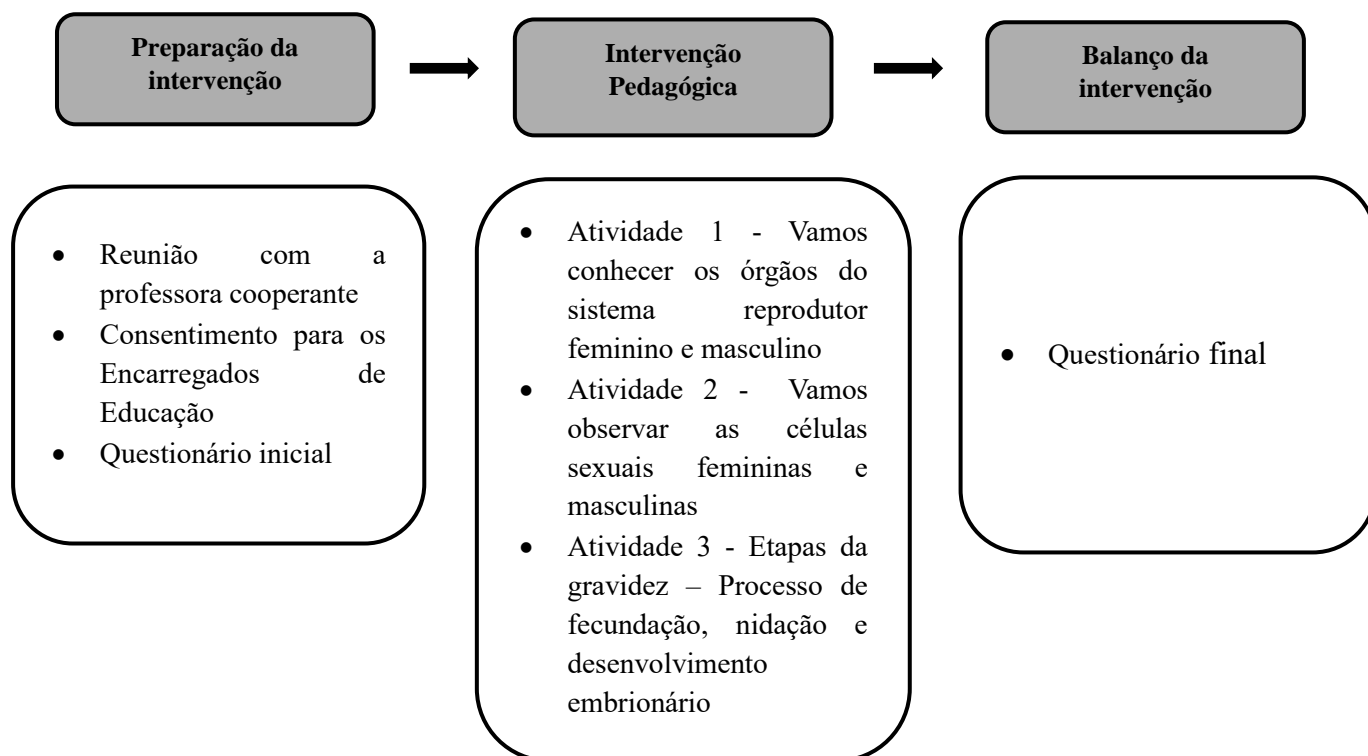 Preparação da
intervenção
Intervenção
Pedagógica
Balanço da
intervenção
• Reunião com a
professora cooperante
• Consentimento para os
Encarregados de
Educação
• Questionário inicial
• Atividade 1 - Vamos
conhecer os órgãos do
sistema reprodutor
feminino e masculino
• Atividade 2 - Vamos
observar as células
sexuais femininas e
masculinas
• Atividade 3 - Etapas da
gravidez – Processo de
fecundação, nidação e
desenvolvimento
embrionário
• Questionário final